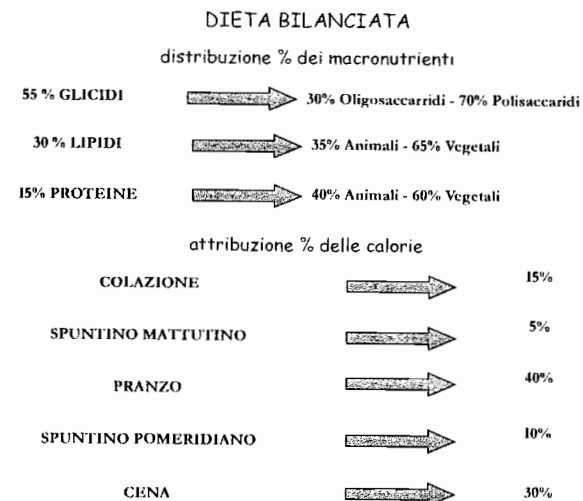 DIETA BILANCIATA
distribuzione % dei macronutrienti
55 % GLICIDI 30% Oligosaccarridi - 70% Polisaccaridi
30 % LIPIDI 35% Animali - 65% Vegetali
15% PROTEINE 40% Animali - 60% Vegetali
attribuzione % delle calorie
COLAZIONE 15%
SPUNTINO MATTUTINO 5%
PRANZO 40%
SPUNTINO POMERIDIANO 10%
CENA 30%